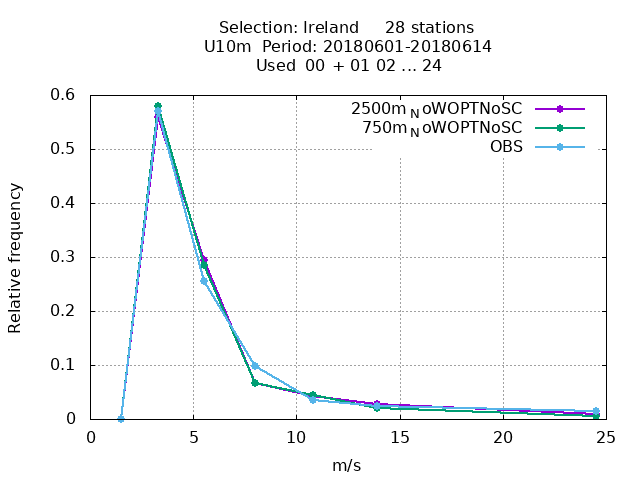 Selection: Ireland     28 stations
U10m  Period: 20180601-20180614
Used  00 + 01 02 ... 24
2500m_NoWOPTNoSC
750m_NoWOPTNoSC
OBS
Relative frequency
0.6
0.5
0.4
0.3
0.2
0.1
0
0 5 10 15 20 25
m/s